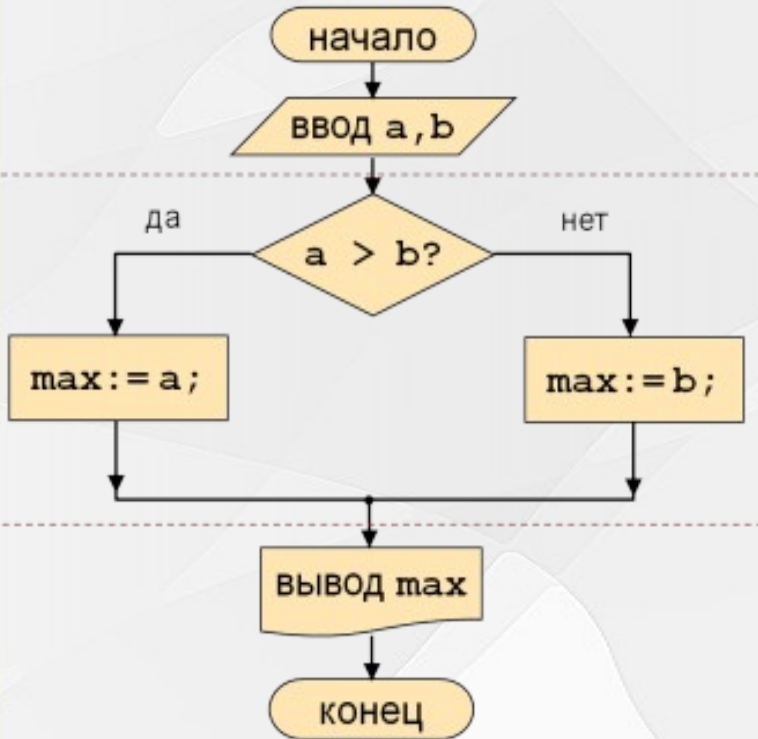 начало
ввод a,b
да
нет
a > b?
max:= a;
max:= b;
вывод max
конец